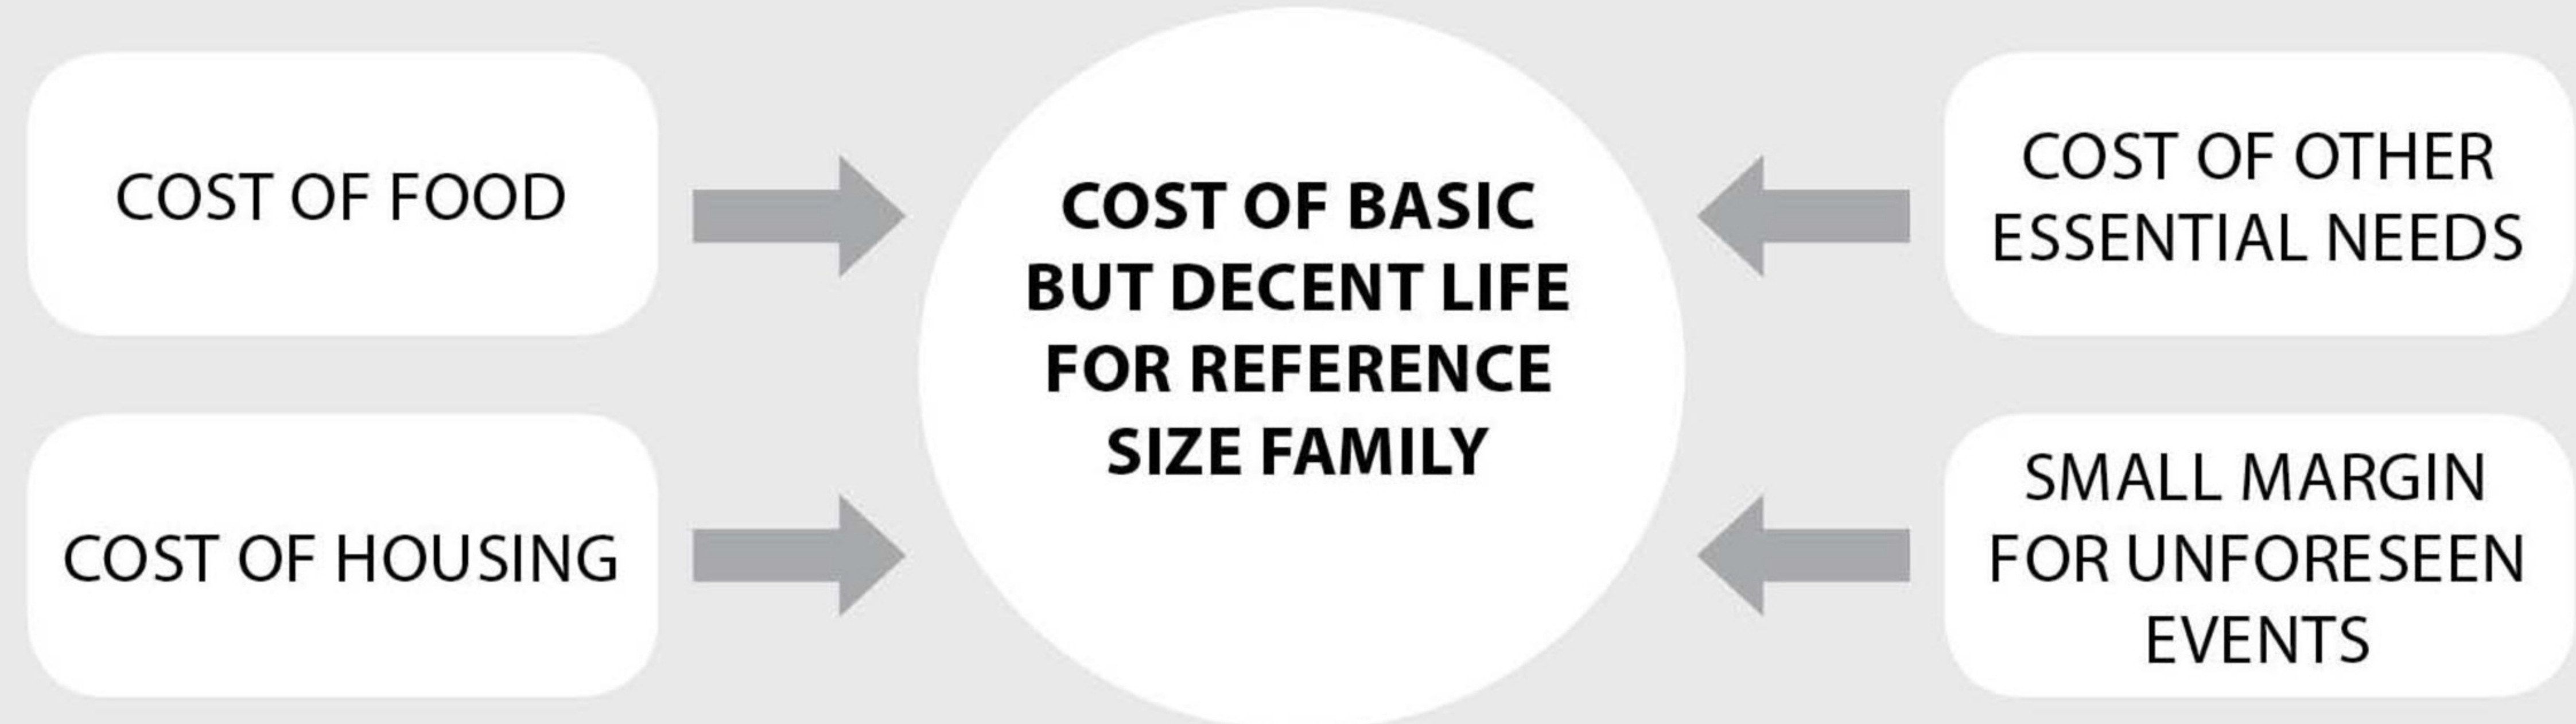 COST OF FOOD
COST OF HOUSING
COST OF BASIC
BUT DECENT LIFE
FOR REFERENCE
SIZE FAMILY
COST OF OTHER
ESSENTIAL NEEDS
SMALL MARGIN
FOR UNFORESEEN
EVENTS